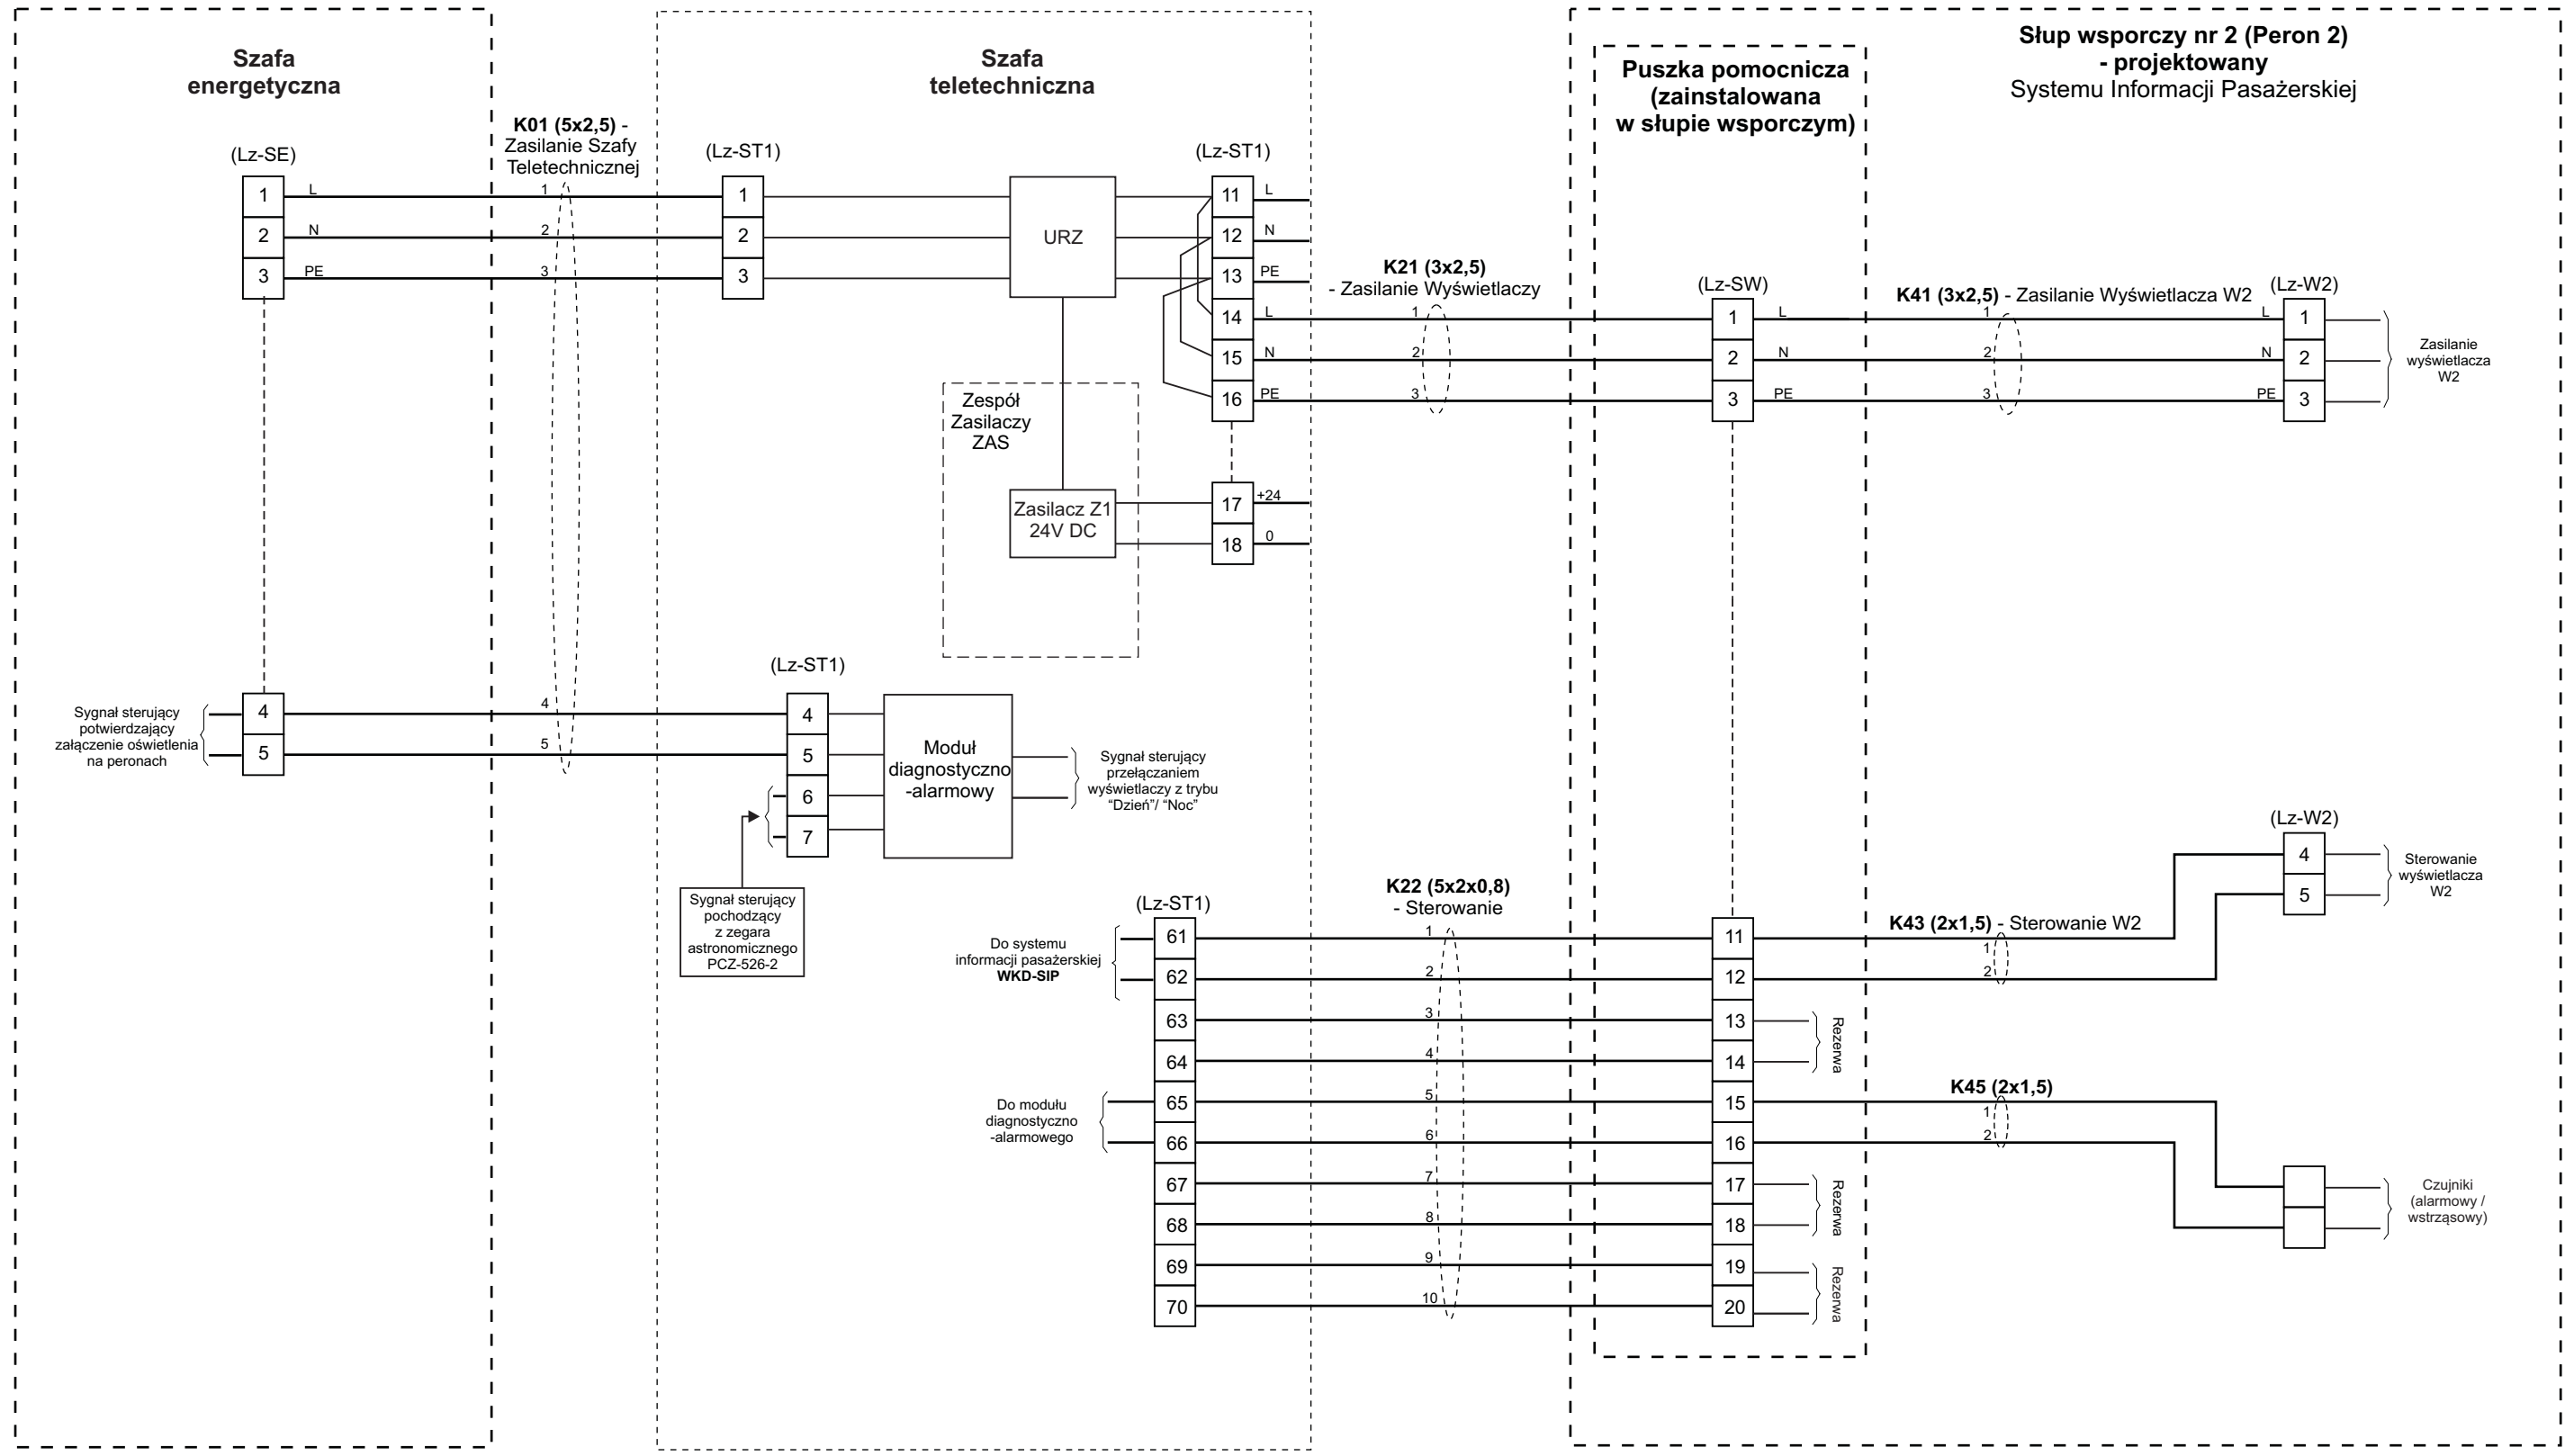 Szafa
energetyczna
(Lz-SE)
1
2
3
L
N
PE
4
5
Sygnał sterujący
potwierdzający
załączenie oświetlenia
na peronach
K01 (5x2,5) -
Zasilanie Szafy
Teletechnicznej
1
2
3
4
5
Szafa
teletechniczna
(Lz-ST1)
1
2
3
URZ
(Lz-ST1)
11
12
13
14
15
16
17
18
L
N
PE
L
N
PE
+24
0
Zespół
Zasilaczy
ZAS
Zasilacz Z1
24V DC
(Lz-ST1)
4
5
6
7
Moduł
diagnostyczno
-alarmowy
Sygnał sterujący
przełączaniem
wyświetlaczy z trybu
“Dzień”/ “Noc”
Sygnał sterujący
pochodzący
z zegara
astronomicznego
PCZ-526-2
(Lz-ST1)
61
62
63
64
65
66
67
68
69
70
Do systemu
informacji pasażerskiej
WKD-SIP
Do modułu
diagnostyczno
-alarmowego
K21 (3x2,5)
- Zasilanie Wyświetlaczy
1
2
3
K22 (5x2x0,8)
- Sterowanie
1
2
3
4
5
6
7
8
9
10
Słup wsporczy nr 2 (Peron 2)
- projektowany
Systemu Informacji Pasażerskiej
Puszka pomocnicza
(zainstalowana
w słupie wsporczym)
(Lz-SW)
1
2
3
L
N
PE
11
12
13
14
15
16
17
18
19
20
Rezerwa
Rezerwa
Rezerwa
K41 (3x2,5) - Zasilanie Wyświetlacza W2
1
2
3
L
N
PE
(Lz-W2)
1
2
3
Zasilanie
wyświetlacza
W2
K43 (2x1,5) - Sterowanie W2
1
2
(Lz-W2)
4
5
Sterowanie
wyświetlacza
W2
K45 (2x1,5)
1
2
Czujniki
(alarmowy /
wstrząsowy)